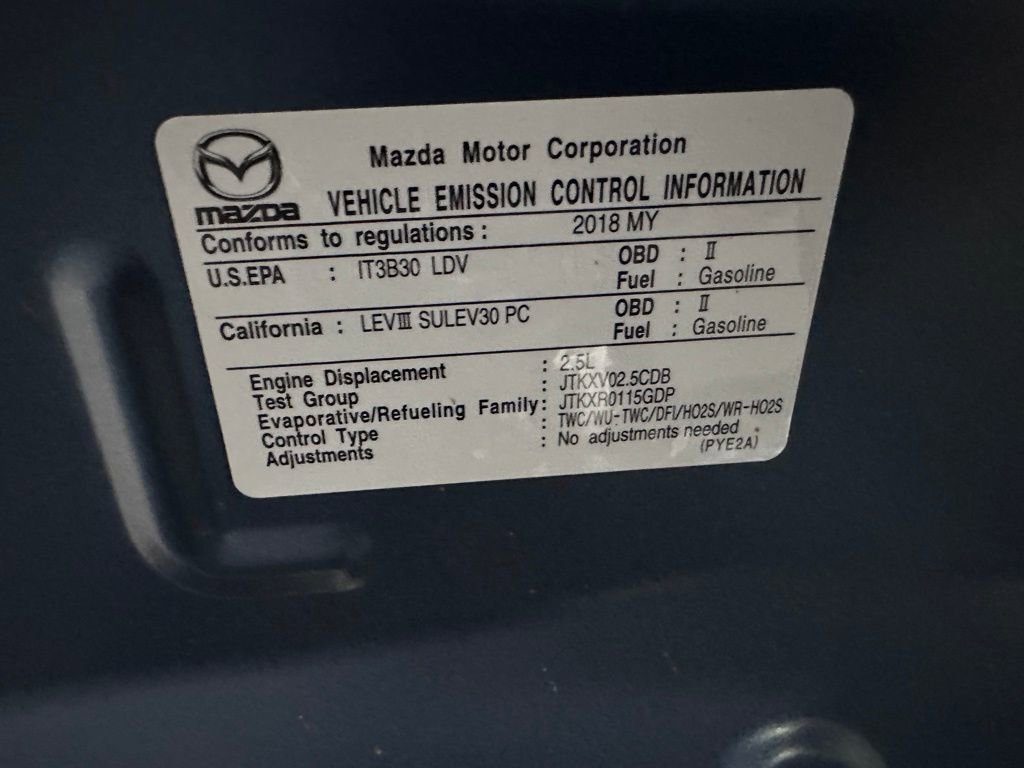 Mazda Motor Corporation
mazda VEHICLE EMISSION CONTROL INFORMATION
Conforms to regulations : 2018 MY
U.S.EPA : IT3B30 LDV OBD : II
Fuel : Gasoline
California : LEVIII SULEV30 PC OBD : II
Fuel : Gasoline
Engine Displacement : 2.5L
Test Group : JTKXV02.5CDB
Evaporative/Refueling Family : JTKXR0115GDP
Control Type : TWC/WU-TWC/DFI/HO2S/WR-HO2S
Adjustments : No adjustments needed
(PYE2A)